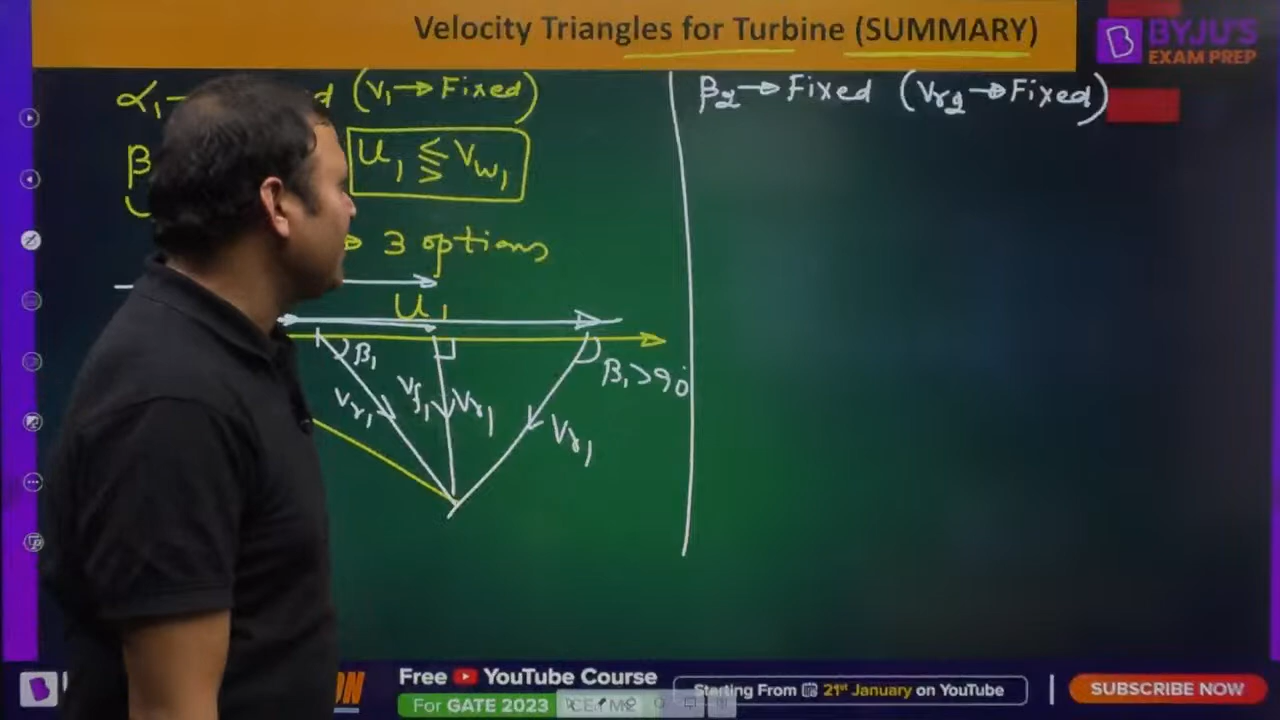 Velocity Triangles for Turbine (SUMMARY)
BYJU'S
EXAM PREP
α₁ → d (V₁ → Fixed)
β
U₁ ⋚ Vw₁
⇒ 3 options
U₁
β₁
Vr₁
Vf₁
Vr₁
β₁ > 90°
Vr₁
β₂ → Fixed (Vr₂ → Fixed)
Free YouTube Course
For GATE 2023
Starting From 21st January on YouTube
SUBSCRIBE NOW